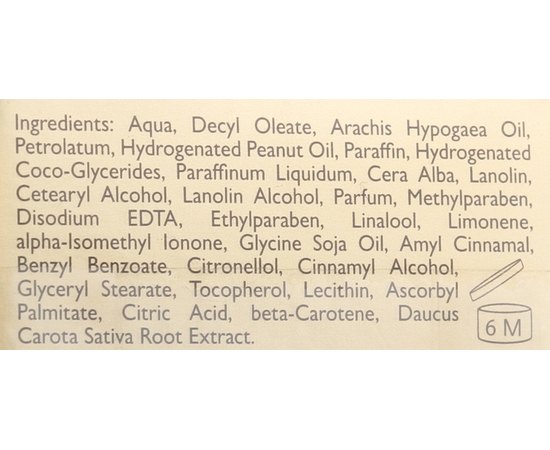 Ingredients: Aqua, Decyl Oleate, Arachis Hypogaea Oil,
Petrolatum, Hydrogenated Peanut Oil, Paraffin, Hydrogenated
Coco-Glycerides, Paraffinum Liquidum, Cera Alba, Lanolin,
Cetearyl Alcohol, Lanolin Alcohol, Parfum, Methylparaben,
Disodium EDTA, Ethylparaben, Linalool, Limonene,
alpha-Isomethyl Ionone, Glycine Soja Oil, Amyl Cinnamal,
Benzyl Benzoate, Citronellol, Cinnamyl Alcohol,
Glyceryl Stearate, Tocopherol, Lecithin, Ascorbyl
Palmitate, Citric Acid, beta-Carotene, Daucus
Carota Sativa Root Extract.
6 M